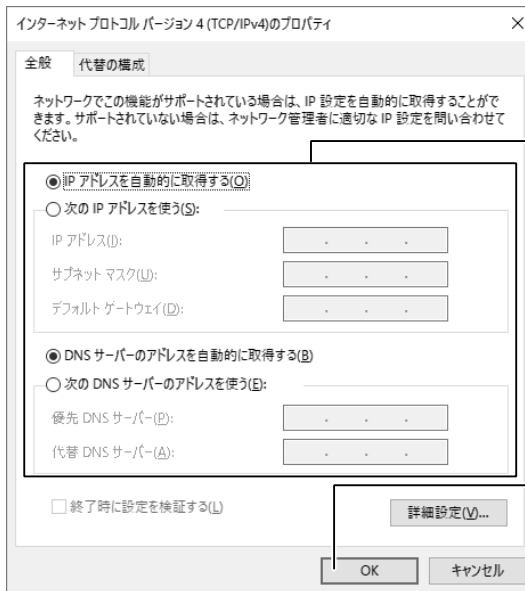 インターネット プロトコル バージョン 4 (TCP/IPv4)のプロパティ
全般
代替の構成
ネットワークでこの機能がサポートされている場合は、IP 設定を自動的に取得することがで
きます。サポートされていない場合は、ネットワーク管理者に適切な IP 設定を問い合わせて
ください。
IP アドレスを自動的に取得する(O)
次の IP アドレスを使う(S):
IP アドレス(I):
サブネット マスク(U):
デフォルト ゲートウェイ(D):
DNS サーバーのアドレスを自動的に取得する(B)
次の DNS サーバーのアドレスを使う(E):
優先 DNS サーバー(P):
代替 DNS サーバー(A):
終了時に設定を検証する(L)
詳細設定(V)...
OK
キャンセル